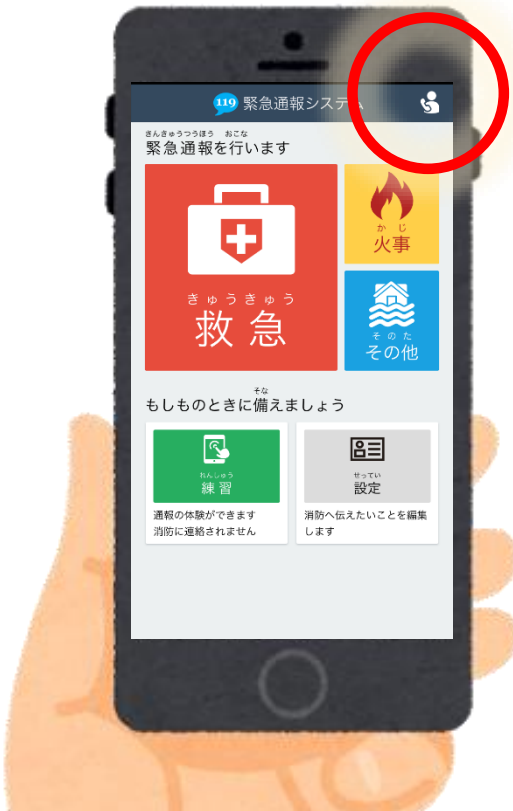 119 緊急通報システム
きんきゅうつうほう おこな
緊急通報を行います
きゅうきゅう
救急
かじ
火事
そのた
その他
そな
もしものときに備えましょう
れんしゅう
練習
通報の体験ができます
消防に連絡されません
せってい
設定
消防へ伝えたいことを編集
します